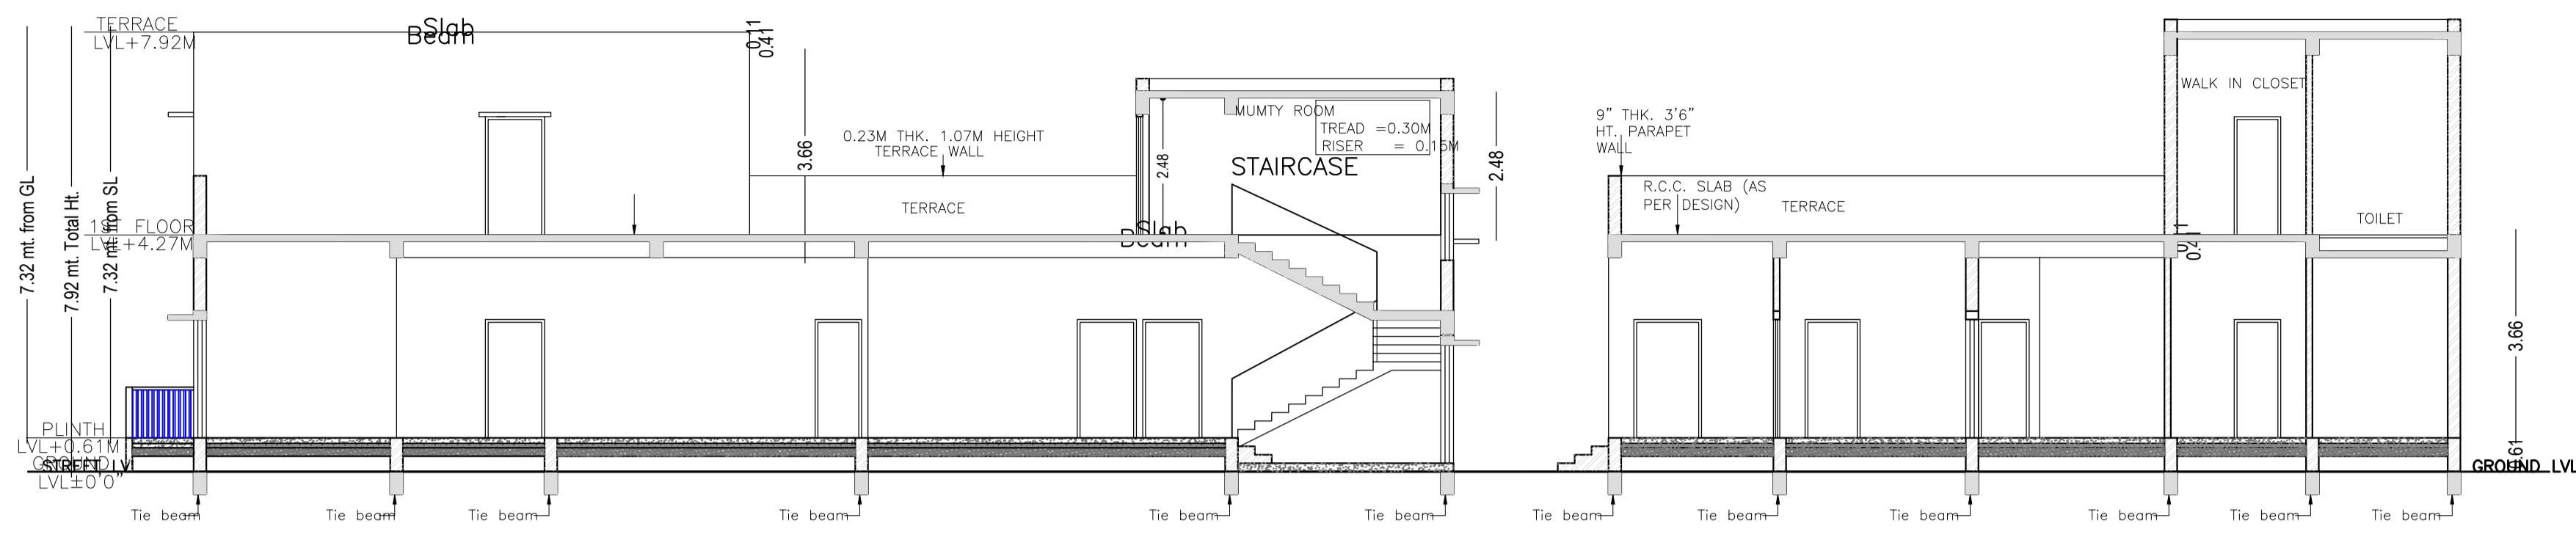 TERRACE
LVL+7.92M
Slab
Beam
0.11
0.41
7.32 mt. from GL
7.92 mt. Total Ht.
7.32 mt. from SL
1ST FLOOR
LVL+4.27M
3.66
0.23M THK. 1.07M HEIGHT
TERRACE WALL
TERRACE
2.48
MUMTY ROOM
TREAD =0.30M
RISER = 0.15M
STAIRCASE
2.48
Slab
Beam
PLINTH
LVL+0.61M
GROUND
STREET LVL
LVL±0'0"
Tie beam
Tie beam
Tie beam
Tie beam
Tie beam
Tie beam
9" THK. 3'6"
HT. PARAPET
WALL
R.C.C. SLAB (AS
PER DESIGN)
TERRACE
WALK IN CLOSET
TOILET
0.11
0.41
3.66
0.61
GROUND LVL
Tie beam
Tie beam
Tie beam
Tie beam
Tie beam
Tie beam